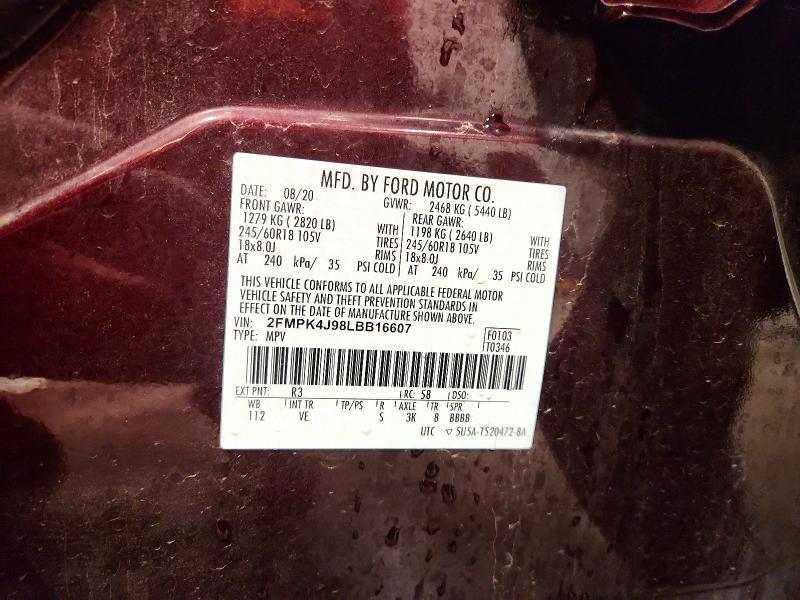 MFD. BY FORD MOTOR CO.
DATE: 08/20 GVWR: 2468 KG ( 5440 LB)
FRONT GAWR: REAR GAWR:
1279 KG ( 2820 LB) WITH 1198 KG ( 2640 LB) WITH
245/60R18 105V TIRES 245/60R18 105V TIRES
18x8.0J RIMS 18x8.0J RIMS
AT 240 kPa/ 35 PSI COLD AT 240 kPa/ 35 PSI COLD
THIS VEHICLE CONFORMS TO ALL APPLICABLE FEDERAL MOTOR
VEHICLE SAFETY AND THEFT PREVENTION STANDARDS IN
EFFECT ON THE DATE OF MANUFACTURE SHOWN ABOVE.
VIN: 2FMPK4J98LBB16607 F0103
TYPE: MPV T0346
EXT PNT: R3 RC: 58 DSO:
WB INT TR TP/PS R AXLE TR SPR
112 VE S 3K 8 BBBB
UTC ▽ 5U5A-1520472-BA